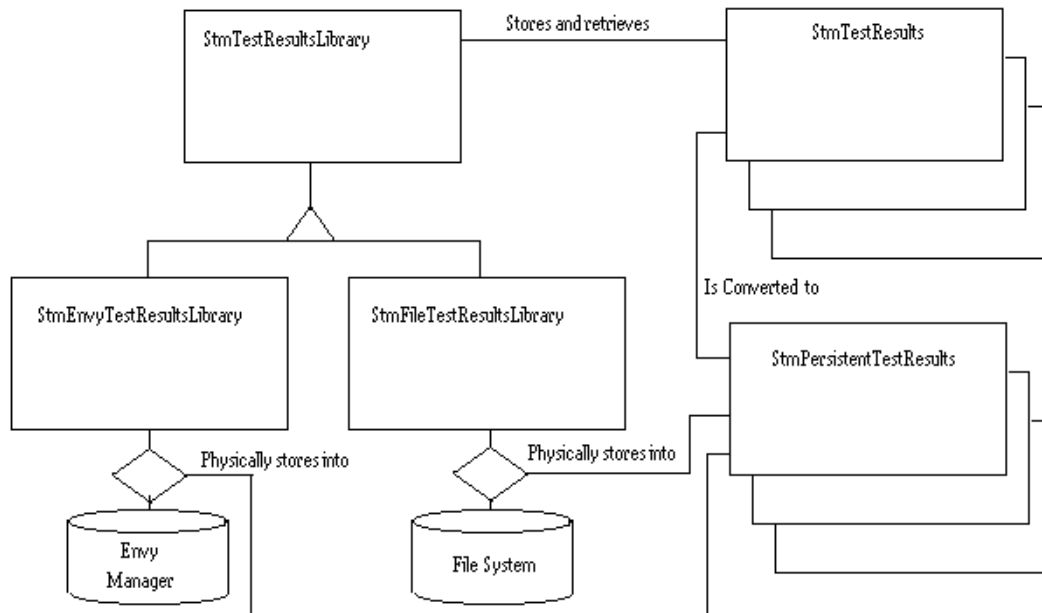 StmTestResultsLibrary
Stores and retrieves
StmTestResults
StmEnvyTestResultsLibrary
StmFileTestResultsLibrary
Is Converted to
StmPersistentTestResults
Physically stores into
Physically stores into
Envy
Manager
File System